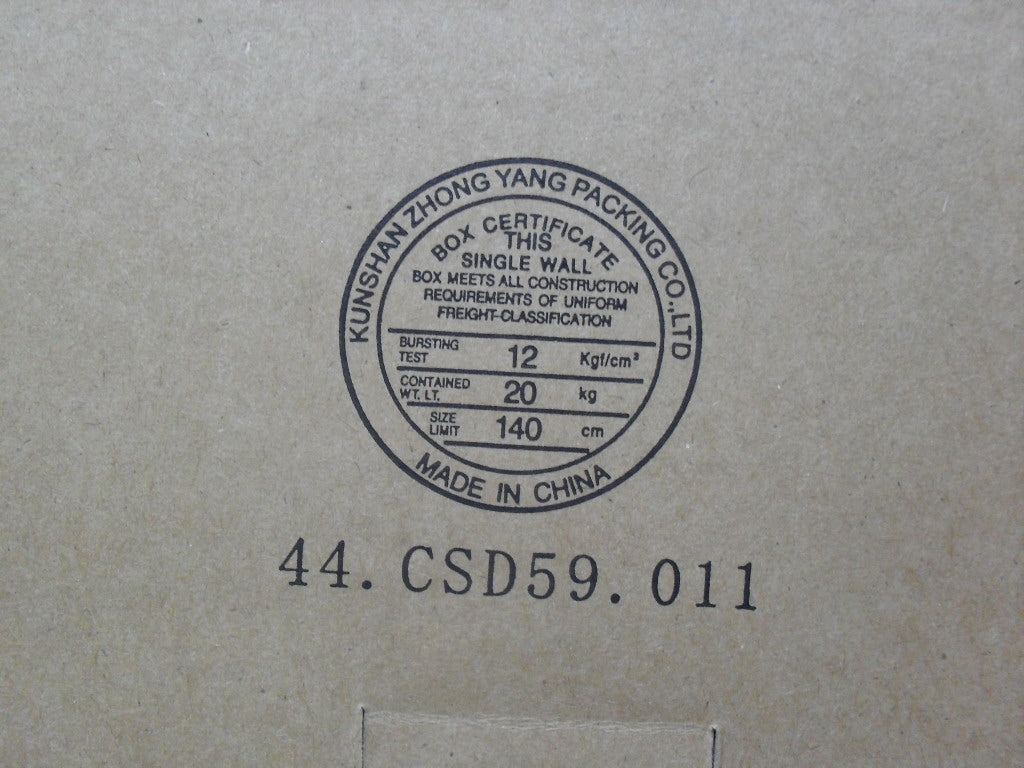 KUNSHAN ZHONG YANG PACKING CO.,LTD
BOX CERTIFICATE
THIS
SINGLE WALL
BOX MEETS ALL CONSTRUCTION
REQUIREMENTS OF UNIFORM
FREIGHT-CLASSIFICATION
BURSTING TEST 12 Kgf/cm²
CONTAINED WT. LT. 20 kg
SIZE LIMIT 140 cm
MADE IN CHINA
44.CSD59.011